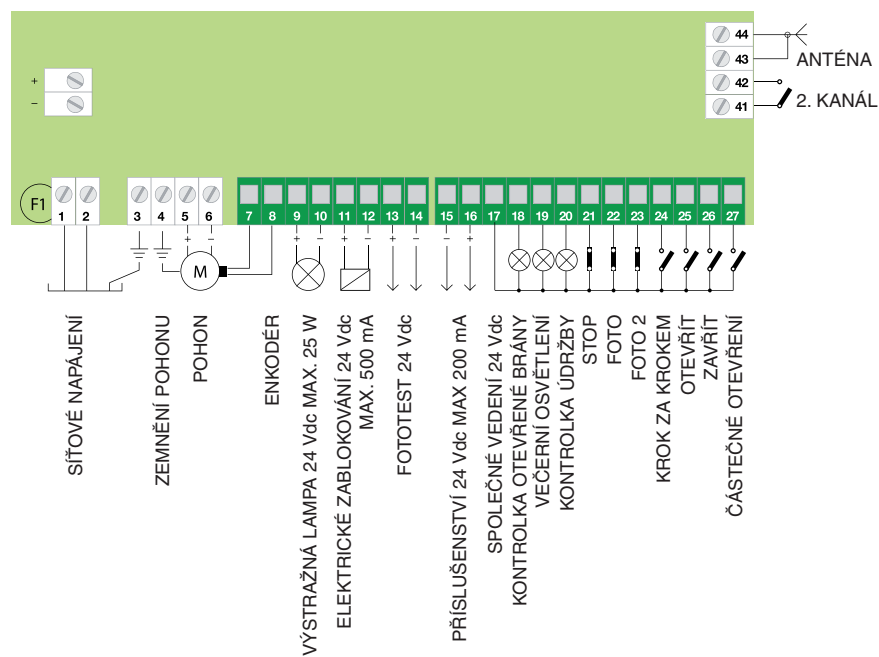 44
43
ANTÉNA
42
41
2. KANÁL
+
–
F1
1
2
3
4
5
6
7
8
9
10
11
12
13
14
15
16
17
18
19
20
21
22
23
24
25
26
27
+ –
+ –
+ –
+ –
– +
M
SÍŤOVÉ NAPÁJENÍ
ZEMNĚNÍ POHONU
POHON
ENKODÉR
VÝSTRAŽNÁ LAMPA 24 Vdc MAX. 25 W
ELEKTRICKÉ ZABLOKOVÁNÍ 24 Vdc
MAX. 500 mA
FOTOTEST 24 Vdc
PŘÍSLUŠENSTVÍ 24 Vdc MAX 200 mA
SPOLEČNÉ VEDENÍ 24 Vdc
KONTROLKA OTEVŘENÉ BRÁNY
VEČERNÍ OSVĚTLENÍ
KONTROLKA ÚDRŽBY
STOP
FOTO
FOTO 2
KROK ZA KROKEM
OTEVŘÍT
ZAVŘÍT
ČÁSTEČNÉ OTEVŘENÍ